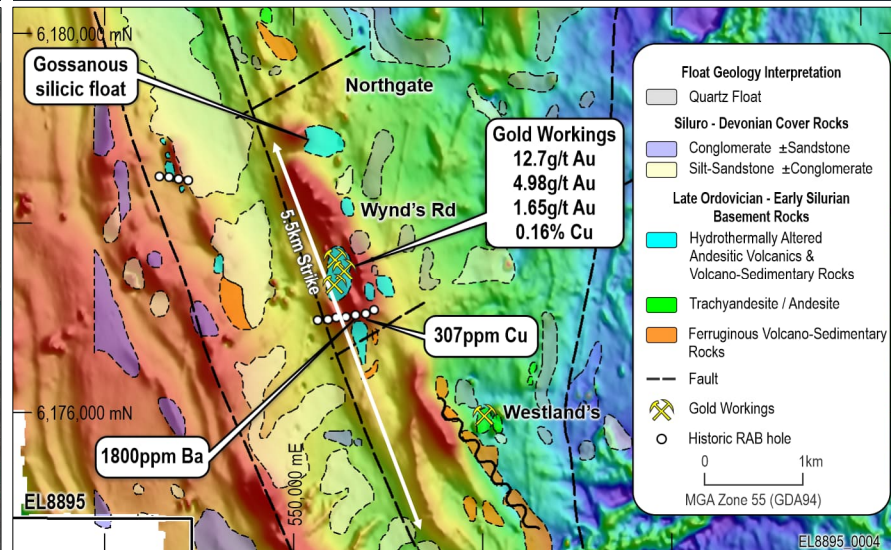 6,180,000 mN
Gossanous
silicic float
Northgate
Gold Workings
12.7g/t Au
4.98g/t Au
1.65g/t Au
0.16% Cu
Wynd's Rd
5.5km Strike
307ppm Cu
6,176,000 mN
Westland's
1800ppm Ba
550,000 mE
EL8895
Float Geology Interpretation
Quartz Float
Siluro - Devonian Cover Rocks
Conglomerate ±Sandstone
Silt-Sandstone ±Conglomerate
Late Ordovician - Early Silurian
Basement Rocks
Hydrothermally Altered
Andesitic Volcanics &
Volcano-Sedimentary Rocks
Trachyandesite / Andesite
Ferruginous Volcano-Sedimentary
Rocks
Fault
Gold Workings
Historic RAB hole
0 1km
MGA Zone 55 (GDA94)
EL8895_0004